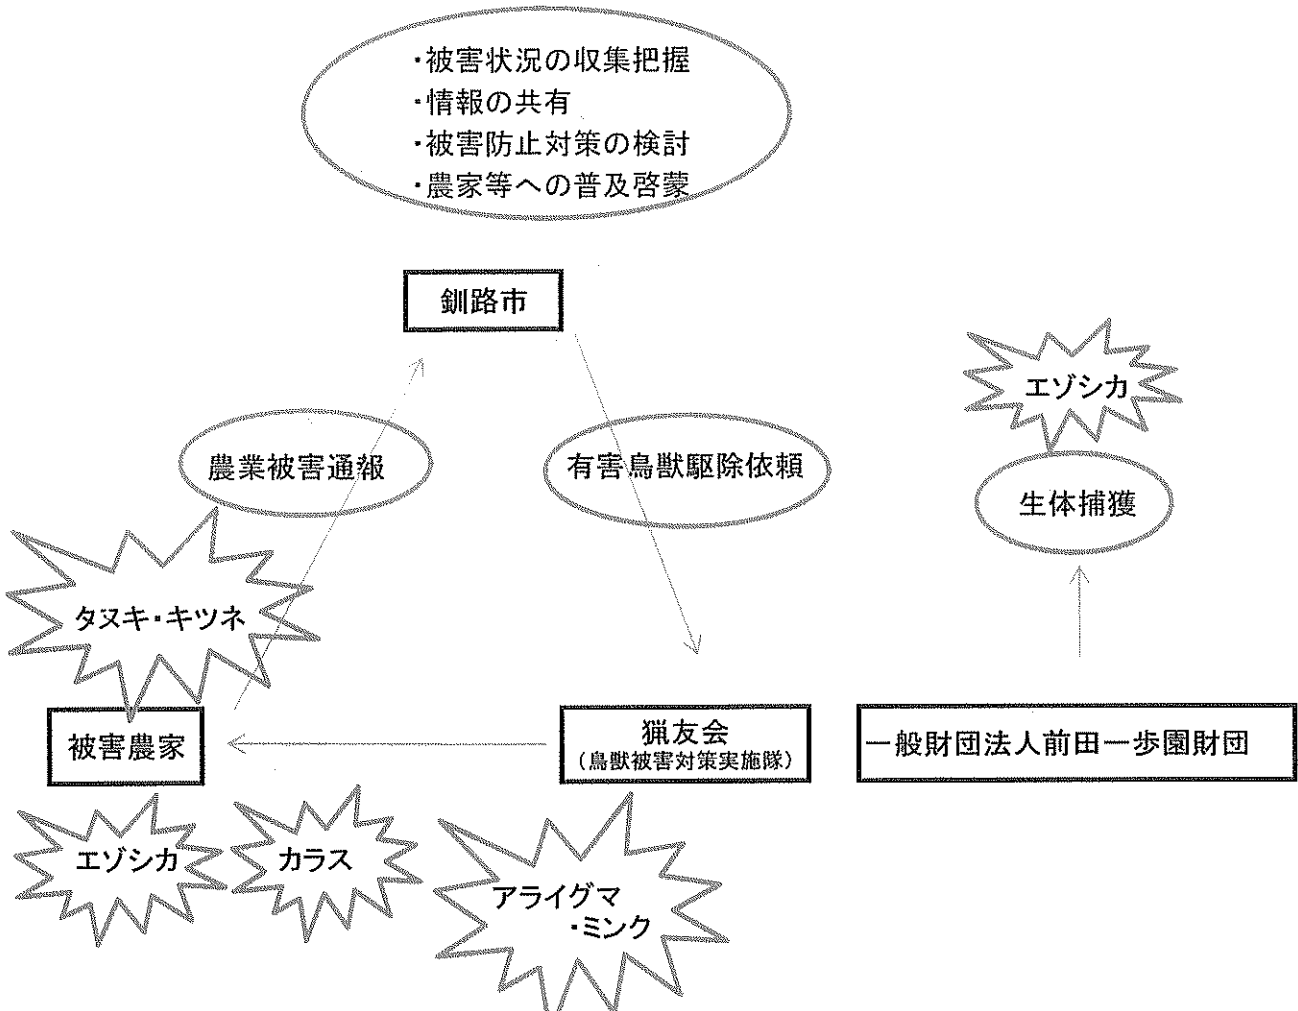 ・被害状況の収集把握
・情報の共有
・被害防止対策の検討
・農家等への普及啓蒙
釧路市
エゾシカ
農業被害通報
有害鳥獣駆除依頼
生体捕獲
タヌキ・キツネ
被害農家
猟友会
(鳥獣被害対策実施隊)
一般財団法人前田一歩園財団
エゾシカ
カラス
アライグマ
・ミンク